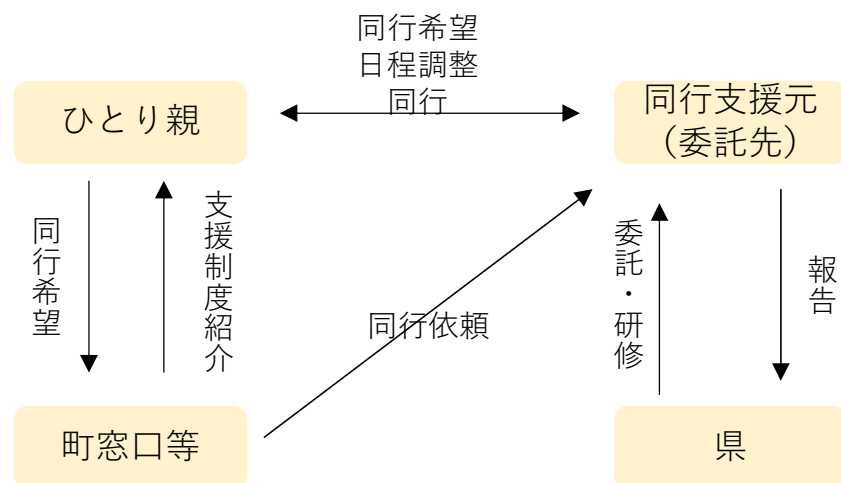 同行希望
日程調整
同行
ひとり親
同行支援元
（委託先）
同行希望
支援制度紹介
同行依頼
委託・研修
報告
町窓口等
県